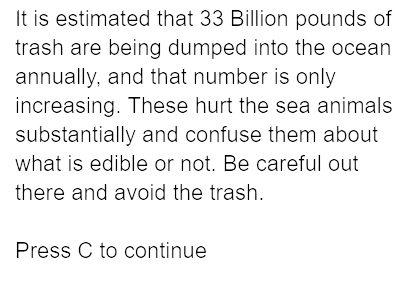 It is estimated that 33 Billion pounds of
trash are being dumped into the ocean
annually, and that number is only
increasing. These hurt the sea animals
substantially and confuse them about
what is edible or not. Be careful out
there and avoid the trash.
Press C to continue